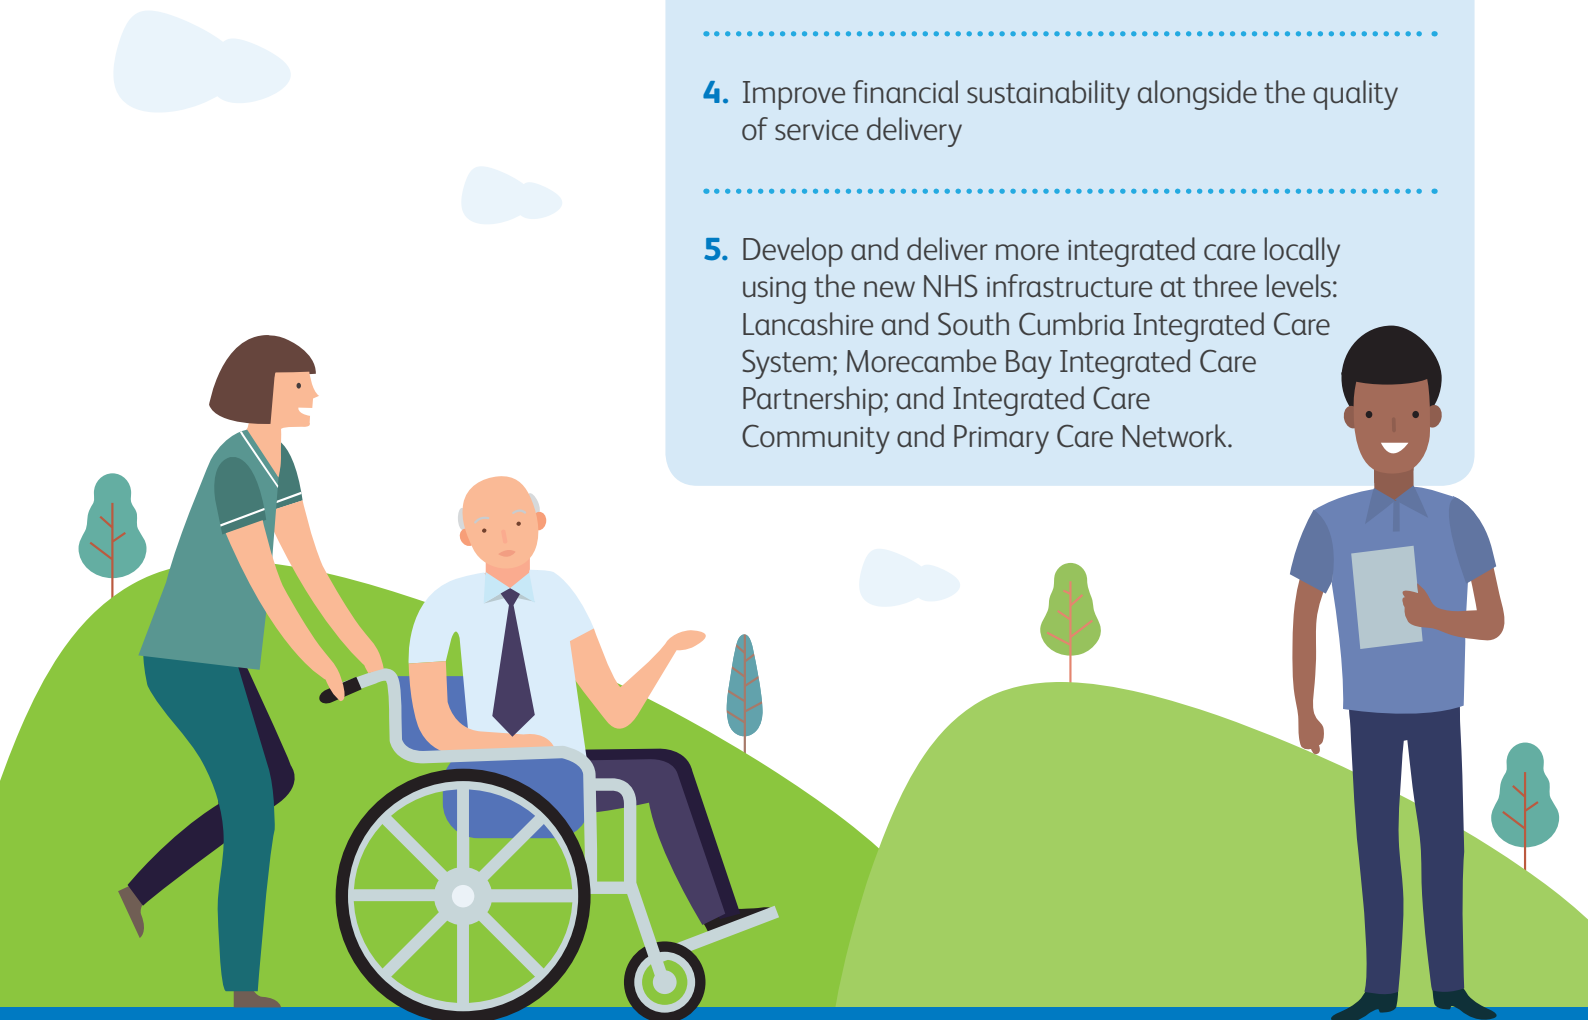 4. Improve financial sustainability alongside the quality
of service delivery
5. Develop and deliver more integrated care locally
using the new NHS infrastructure at three levels:
Lancashire and South Cumbria Integrated Care
System; Morecambe Bay Integrated Care
Partnership; and Integrated Care
Community and Primary Care Network.